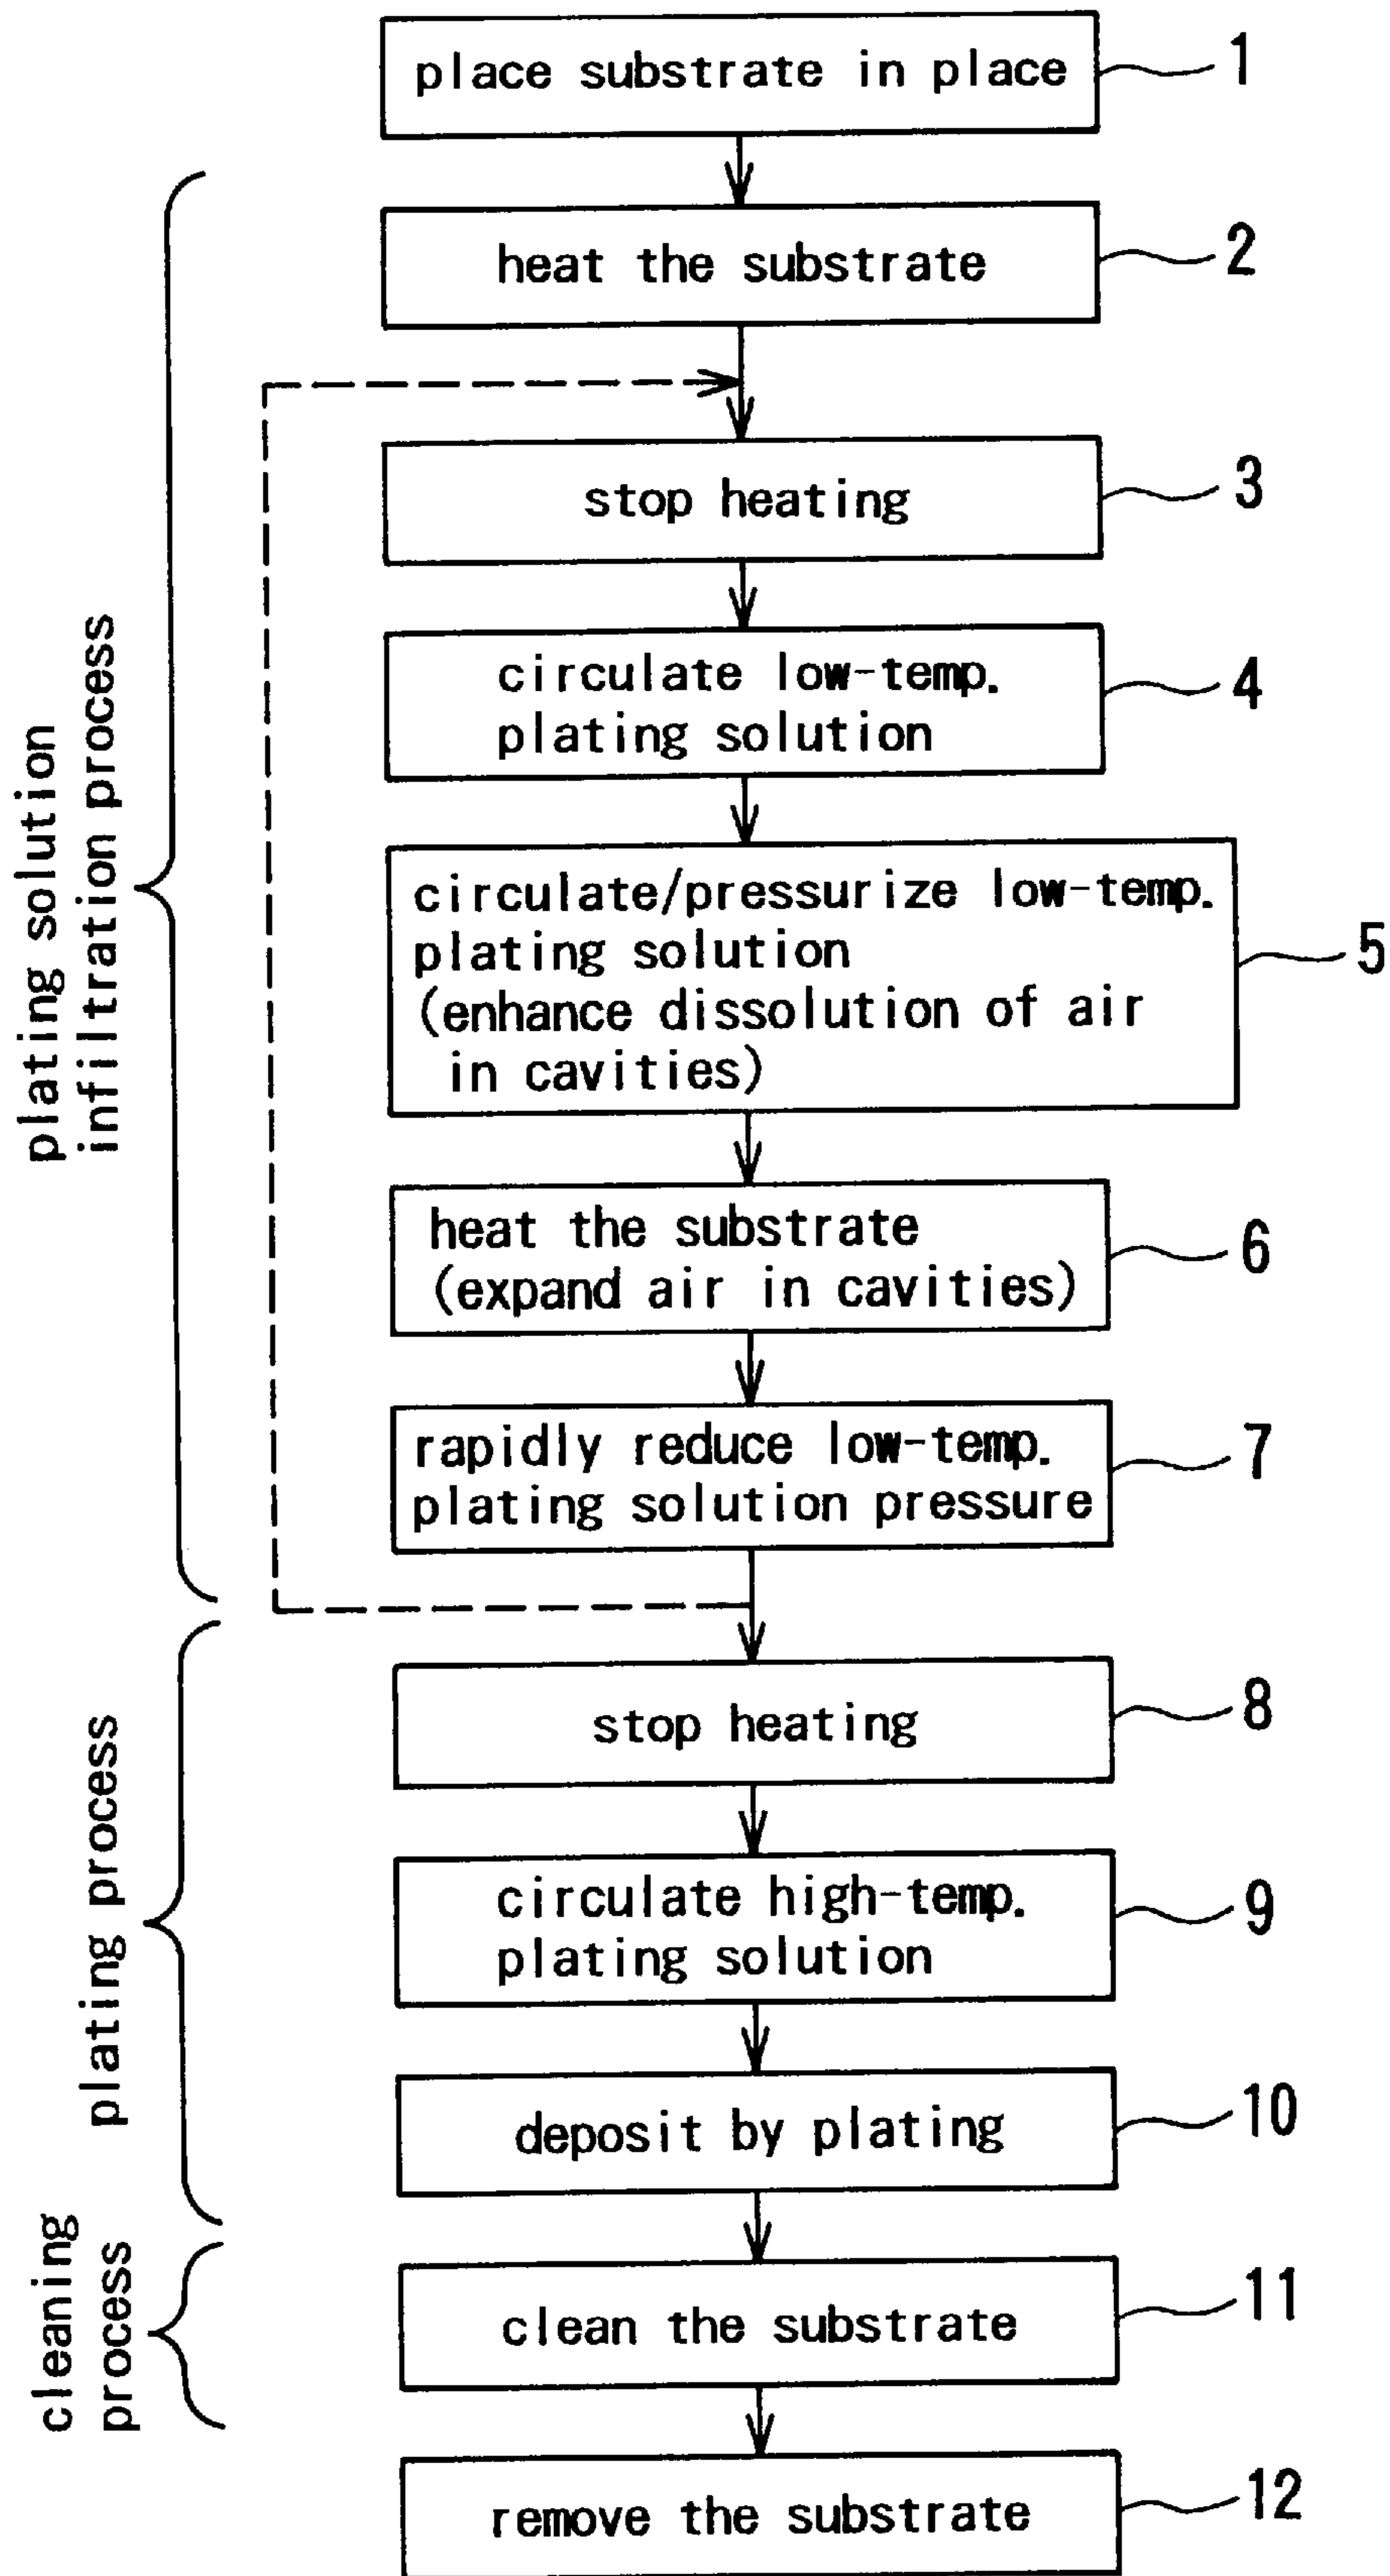 place substrate in place
1
heat the substrate
2
stop heating
3
circulate low-temp.
plating solution
4
circulate/pressurize low-temp.
plating solution
(enhance dissolution of air
in cavities)
5
heat the substrate
(expand air in cavities)
6
rapidly reduce low-temp.
plating solution pressure
7
plating solution
infiltration process
stop heating
8
circulate high-temp.
plating solution
9
deposit by plating
10
plating process
clean the substrate
11
cleaning
process
remove the substrate
12